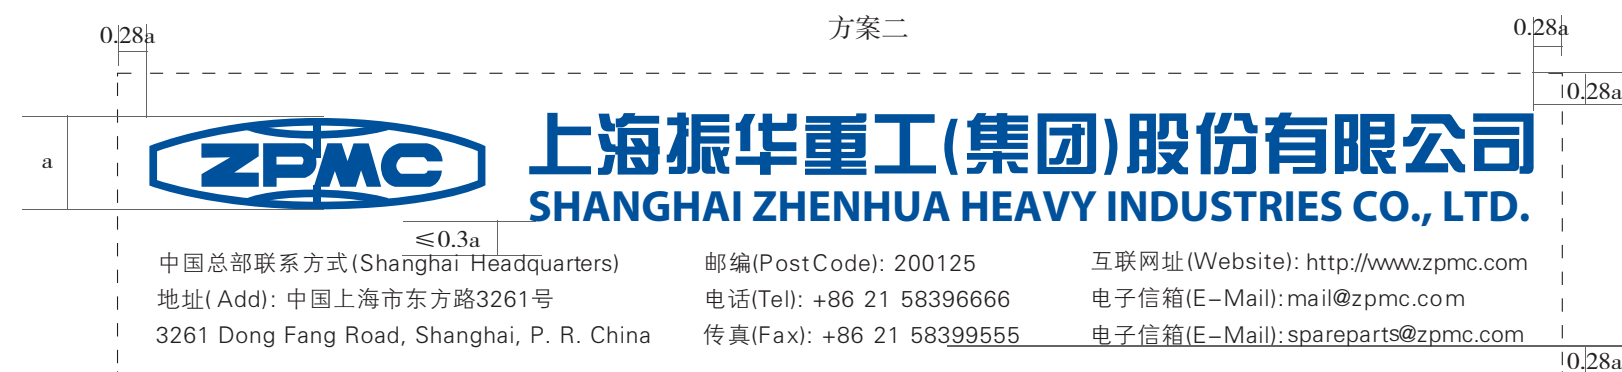 方案二
0.28a
0.28a
0.28a
a
ZPMC
上海振华重工(集团)股份有限公司
SHANGHAI ZHENHUA HEAVY INDUSTRIES CO., LTD.
≤0.3a
中国总部联系方式(Shanghai Headquarters)
邮编(PostCode): 200125
互联网址(Website): http://www.zpmc.com
地址( Add): 中国上海市东方路3261号
电话(Tel): +86 21 58396666
电子信箱(E-Mail):mail@zpmc.com
3261 Dong Fang Road, Shanghai, P. R. China
传真(Fax): +86 21 58399555
电子信箱(E-Mail):spareparts@zpmc.com
0.28a